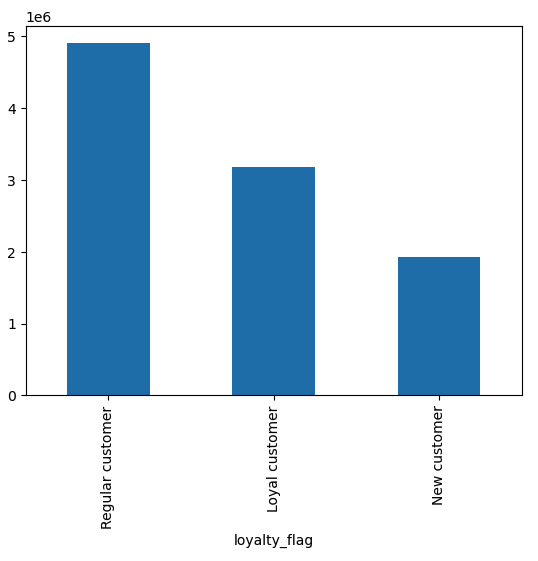 1e6
5
4
3
2
1
0
Regular customer
Loyal customer
New customer
loyalty_flag